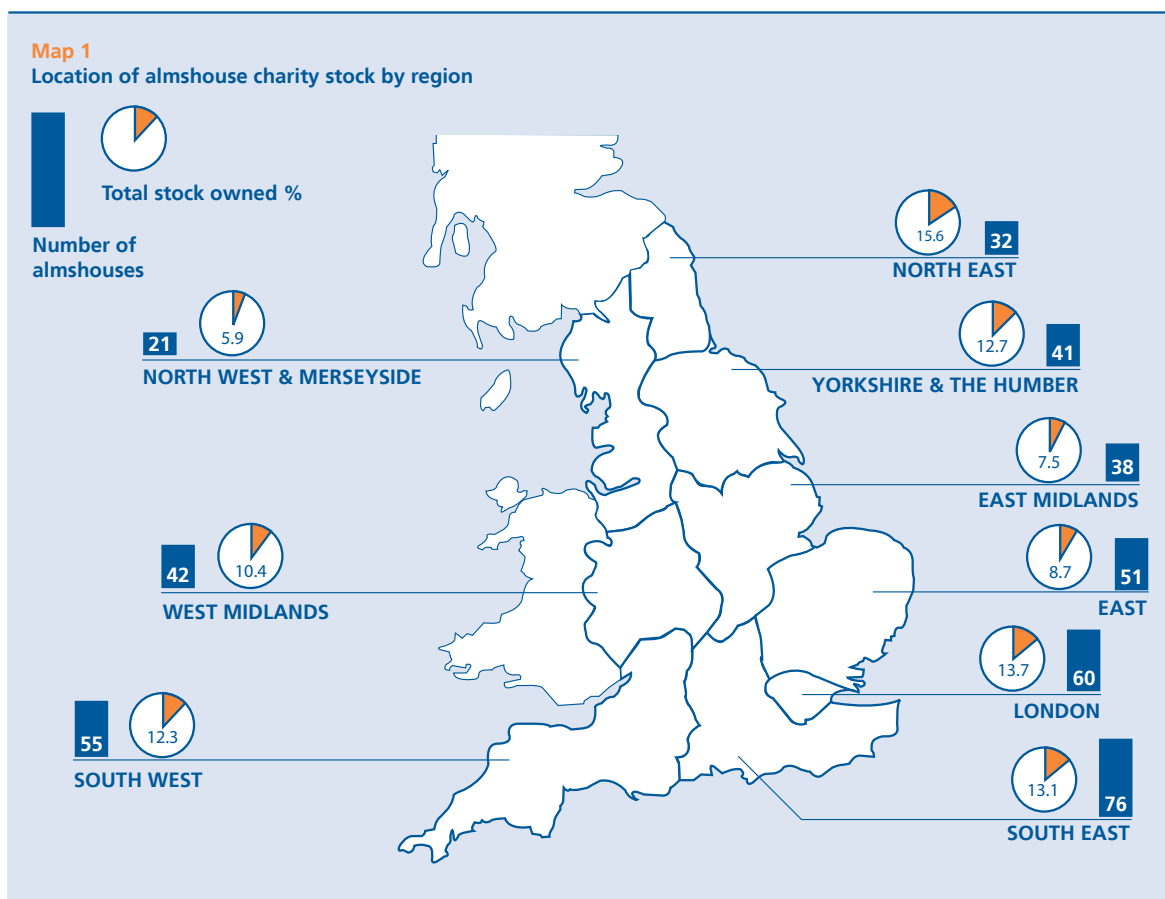 Map 1
Location of almshouse charity stock by region
Total stock owned %
Number of
almshouses
15.6
32
NORTH EAST
21
5.9
NORTH WEST & MERSEYSIDE
12.7
41
YORKSHIRE & THE HUMBER
7.5
38
EAST MIDLANDS
42
10.4
WEST MIDLANDS
8.7
51
EAST
13.7
60
LONDON
55
12.3
SOUTH WEST
13.1
76
SOUTH EAST